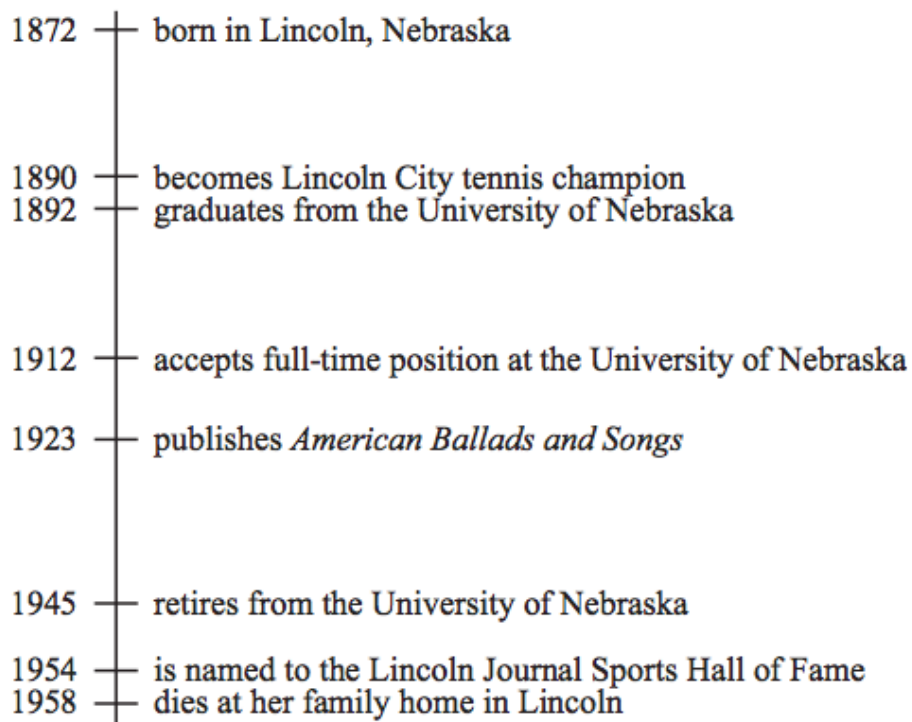 1872 born in Lincoln, Nebraska
1890 becomes Lincoln City tennis champion
1892 graduates from the University of Nebraska
1912 accepts full-time position at the University of Nebraska
1923 publishes American Ballads and Songs
1945 retires from the University of Nebraska
1954 is named to the Lincoln Journal Sports Hall of Fame
1958 dies at her family home in Lincoln